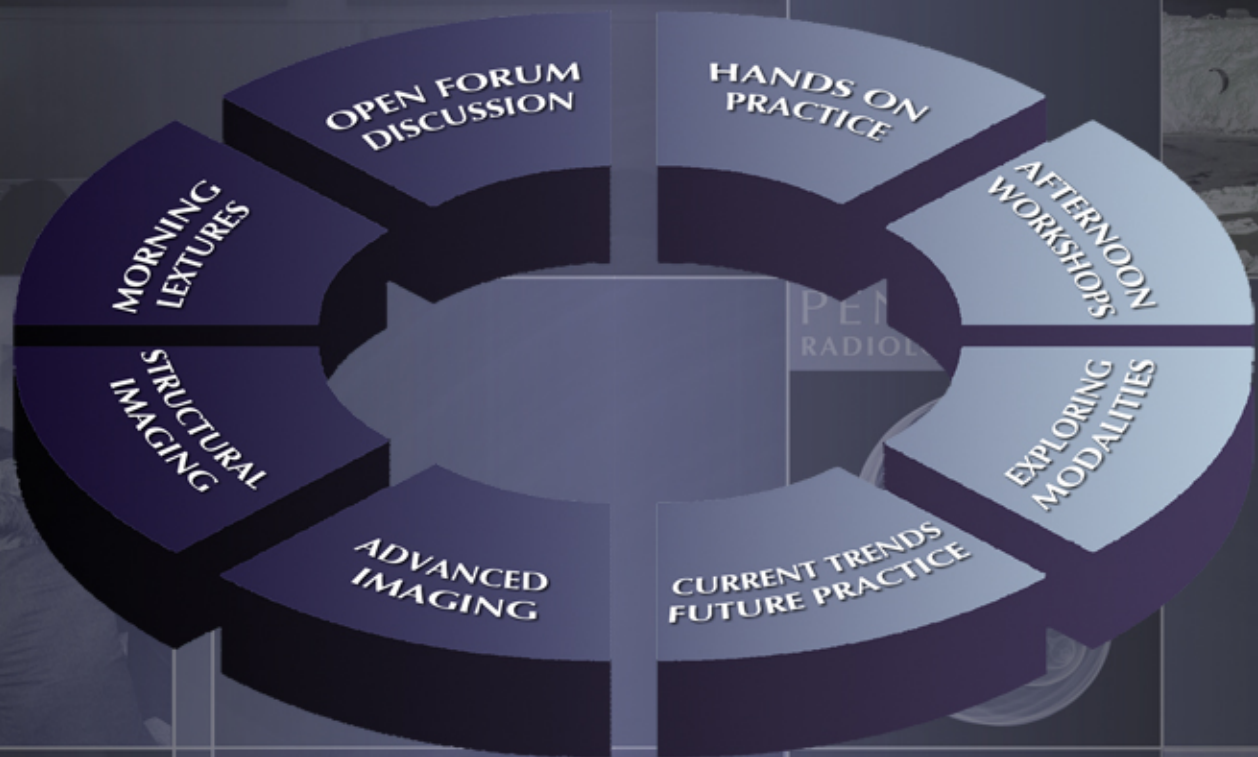 OPEN FORUM
DISCUSSION
HANDS ON
PRACTICE
AFTERNOON
WORKSHOPS
EXPLORING
MODALITIES
CURRENT TRENDS
FUTURE PRACTICE
ADVANCED
IMAGING
STRUCTURAL
IMAGING
MORNING
LEXTURES